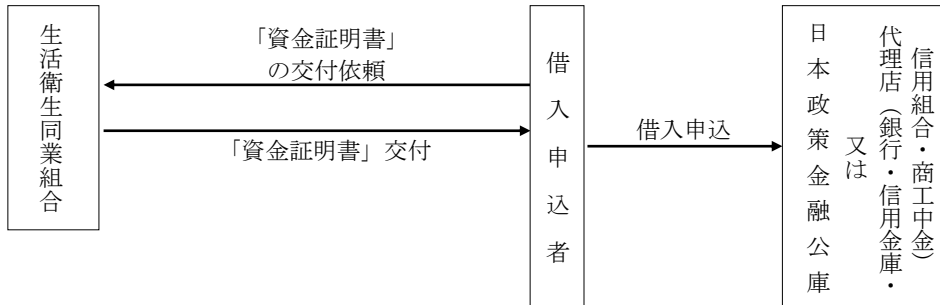 生活衛生同業組合
「資金証明書」
の交付依頼
「資金証明書」交付
借入申込者
借入申込
日本政策金融公庫
又は
代理店（銀行・信用金庫・
信用組合・商工中金）